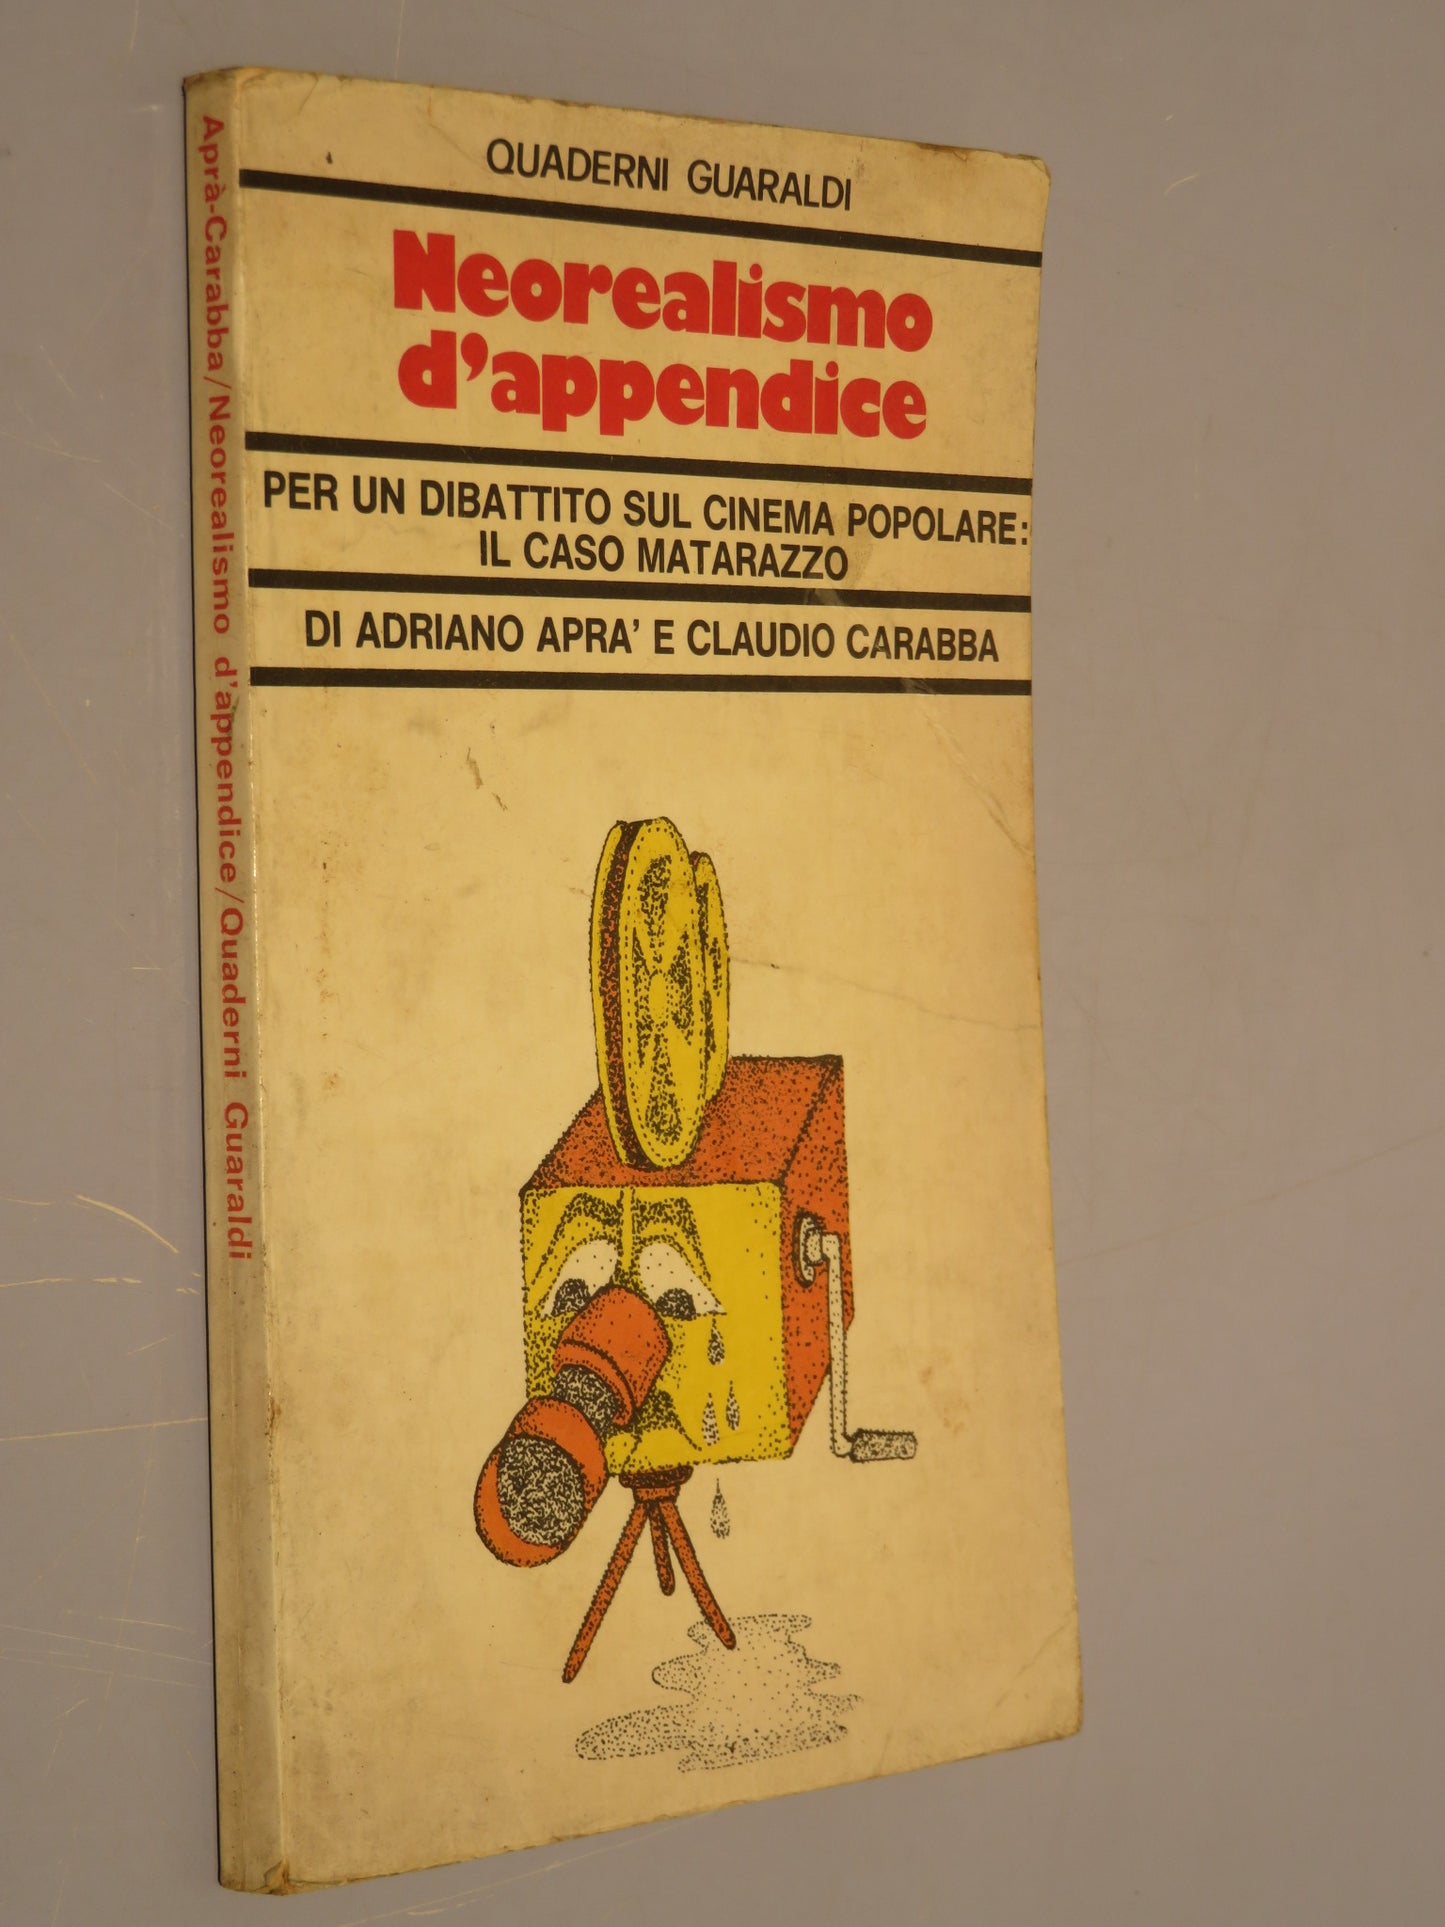 QUADERNI GUARALDI
Neorealismo
d'appendice
PER UN DIBATTITO SUL CINEMA POPOLARE:
IL CASO MATARAZZO
DI ADRIANO APRA' E CLAUDIO CARABBA
Aprà-Carabba/Neorealismo d'appendice/Quaderni Guaraldi